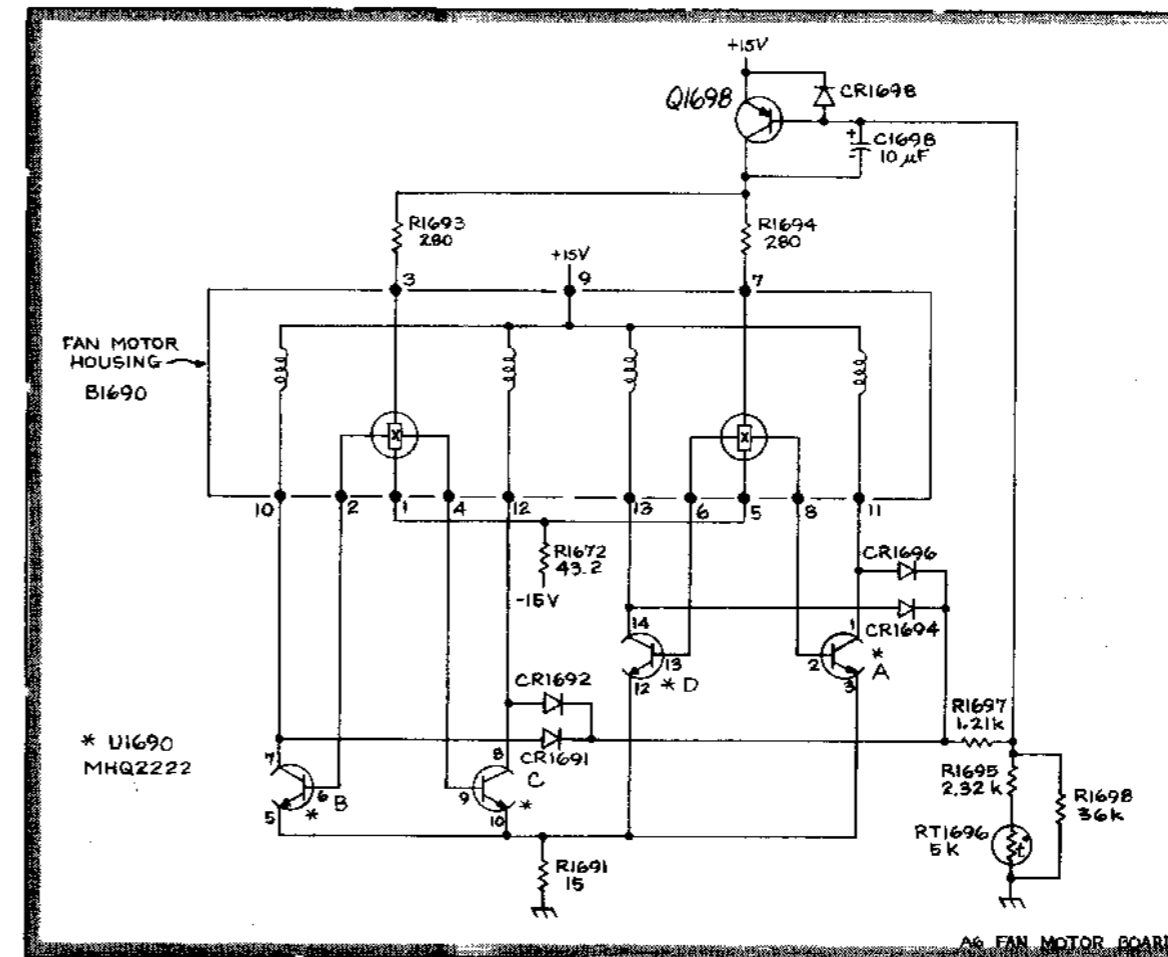 +15V
Q1698
CR1698
C1698
10 µF
+
-
R1693
280
R1694
280
+15V
3
9
7
FAN MOTOR
HOUSING
B1690
X
X
10
2
1
4
12
13
6
5
8
11
R1672
43.2
-15V
CR1696
CR1694
14
13
12
* D
1
2
3
*
A
CR1692
CR1691
R1697
1.21k
* U1690
MHQ2222
7
6
5
* B
8
C
9
10
*
R1695
2.32k
R1698
36k
RT1696
5K
t
R1691
15
A6 FAN MOTOR BOARD